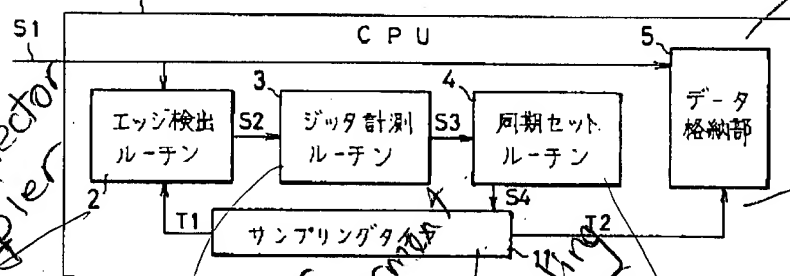 S1
CPU
5
3
4
エッジ検出
ルーチン
S2
ジッタ計測
ルーチン
S3
同期セット
ルーチン
データ
格納部
2
S4
T1
サンプリングタ
11
T2